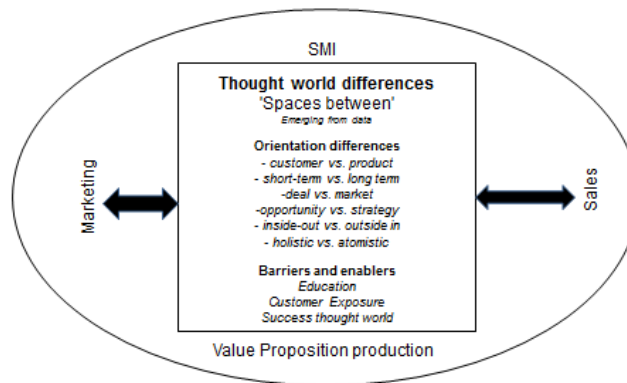 SMI
Thought world differences
'Spaces between'
Emerging from data
Orientation differences
- customer vs. product
- short-term vs. long term
-deal vs. market
-opportunity vs. strategy
- inside-out vs. outside in
- holistic vs. atomistic
Barriers and enablers
Education
Customer Exposure
Success thought world
Marketing
Sales
Value Proposition production